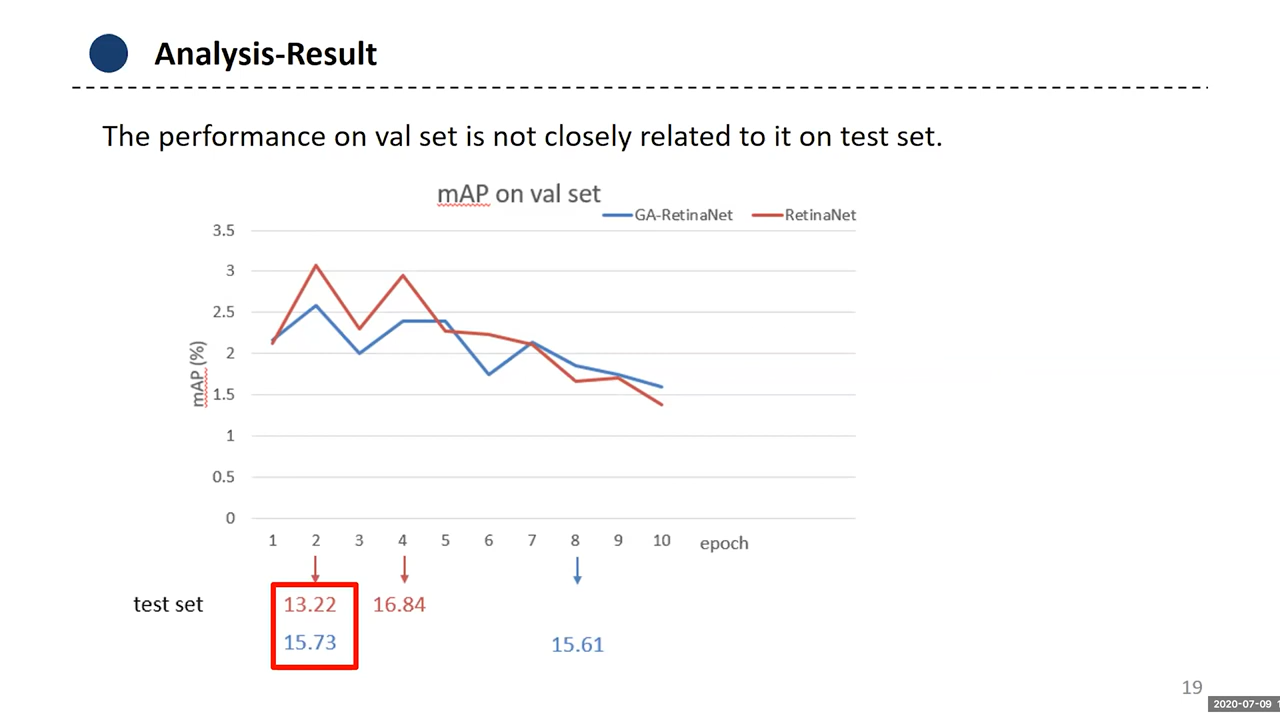 Analysis-Result
The performance on val set is not closely related to it on test set.
mAP on val set
GA-RetinaNet RetinaNet
3.5
3
2.5
2
1.5
1
0.5
0
mAP (%)
1 2 3 4 5 6 7 8 9 10 epoch
test set 13.22 16.84
15.73 15.61
19
2020-07-09